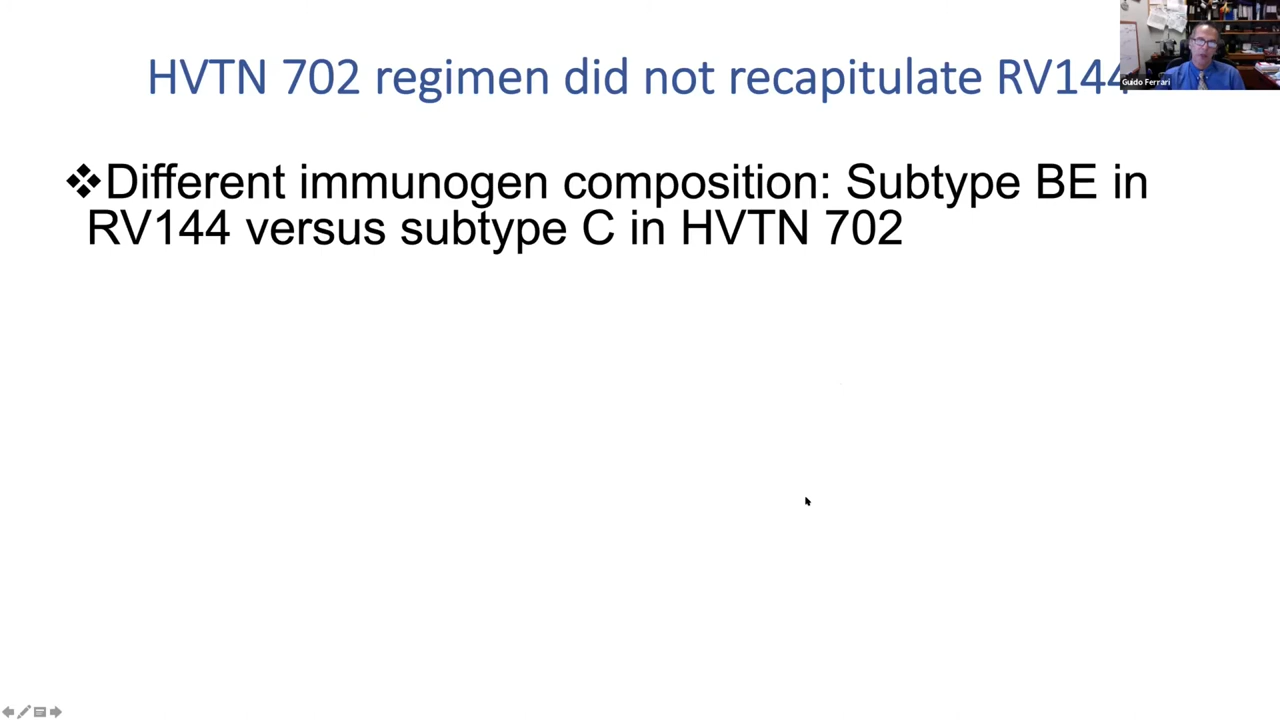 HVTN 702 regimen did not recapitulate RV144
Guido Ferrari
❖Different immunogen composition: Subtype BE in
RV144 versus subtype C in HVTN 702